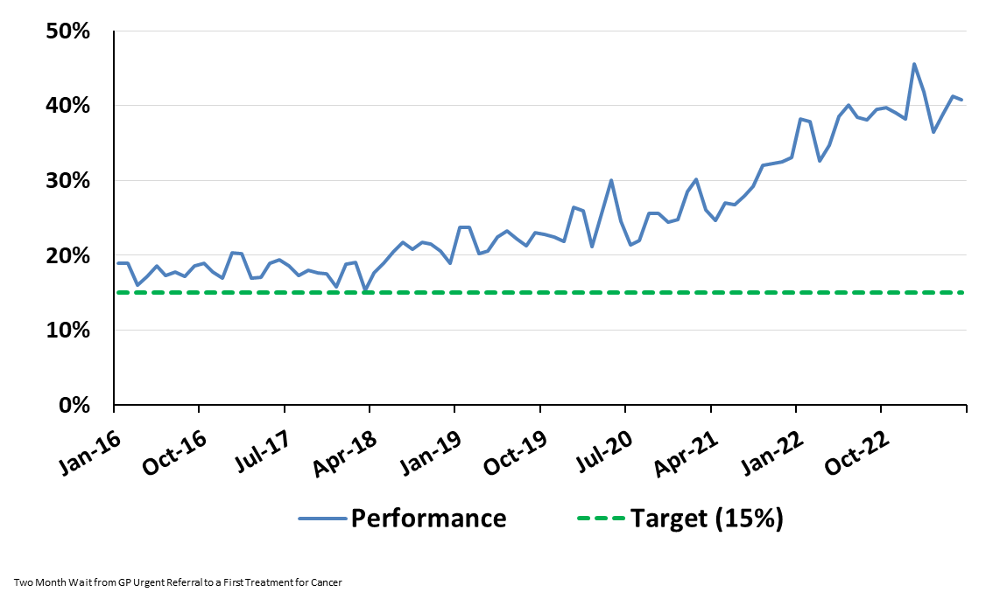 50%
40%
30%
20%
10%
0%
Jan-16 Oct-16 Jul-17 Apr-18 Jan-19 Oct-19 Jul-20 Apr-21 Jan-22 Oct-22
Performance Target (15%)
Two Month Wait from GP Urgent Referral to a First Treatment for Cancer